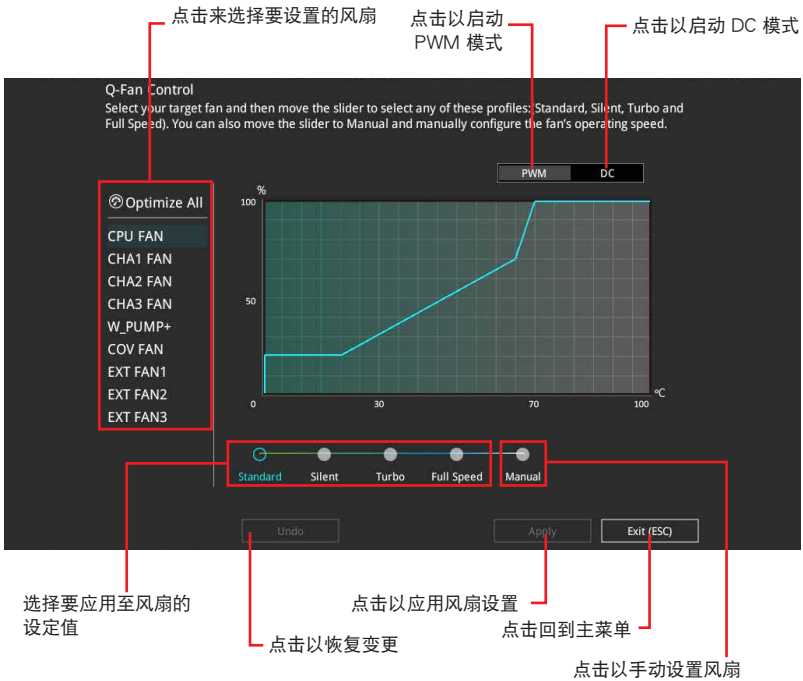 点击来选择要设置的风扇
点击以启动
PWM 模式
点击以启动 DC 模式
Q-Fan Control
Select your target fan and then move the slider to select any of these profiles:(Standard, Silent, Turbo and
Full Speed). You can also move the slider to Manual and manually configure the fan's operating speed.
PWM
DC
Optimize All
CPU FAN
CHA1 FAN
CHA2 FAN
CHA3 FAN
W_PUMP+
COV FAN
EXT FAN1
EXT FAN2
EXT FAN3
%
100
50
0
30
70
100
ºC
Standard
Silent
Turbo
Full Speed
Manual
Undo
Apply
Exit (ESC)
选择要应用至风扇的
设定值
点击以恢复变更
点击以应用风扇设置
点击回到主菜单
点击以手动设置风扇